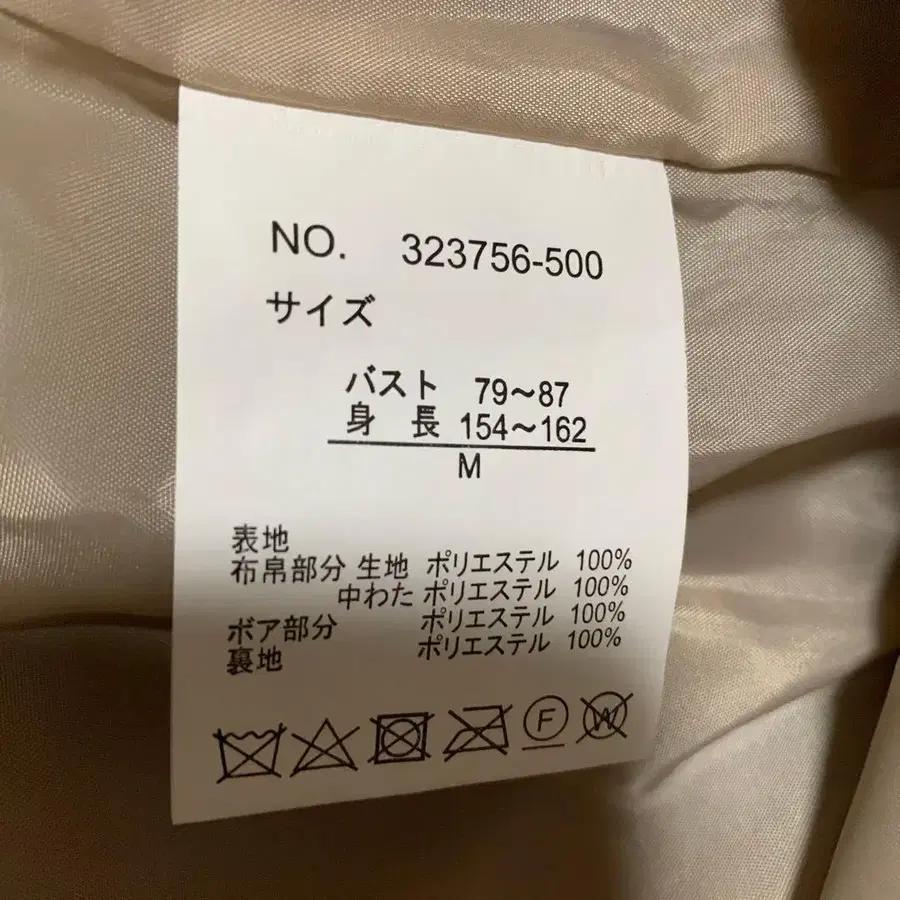 NO. 323756-500
サイズ
バスト 79～87
身 長 154～162
M
表地
布帛部分 生地 ポリエステル 100%
中わた ポリエステル 100%
ボア部分 ポリエステル 100%
裏地 ポリエステル 100%
F W